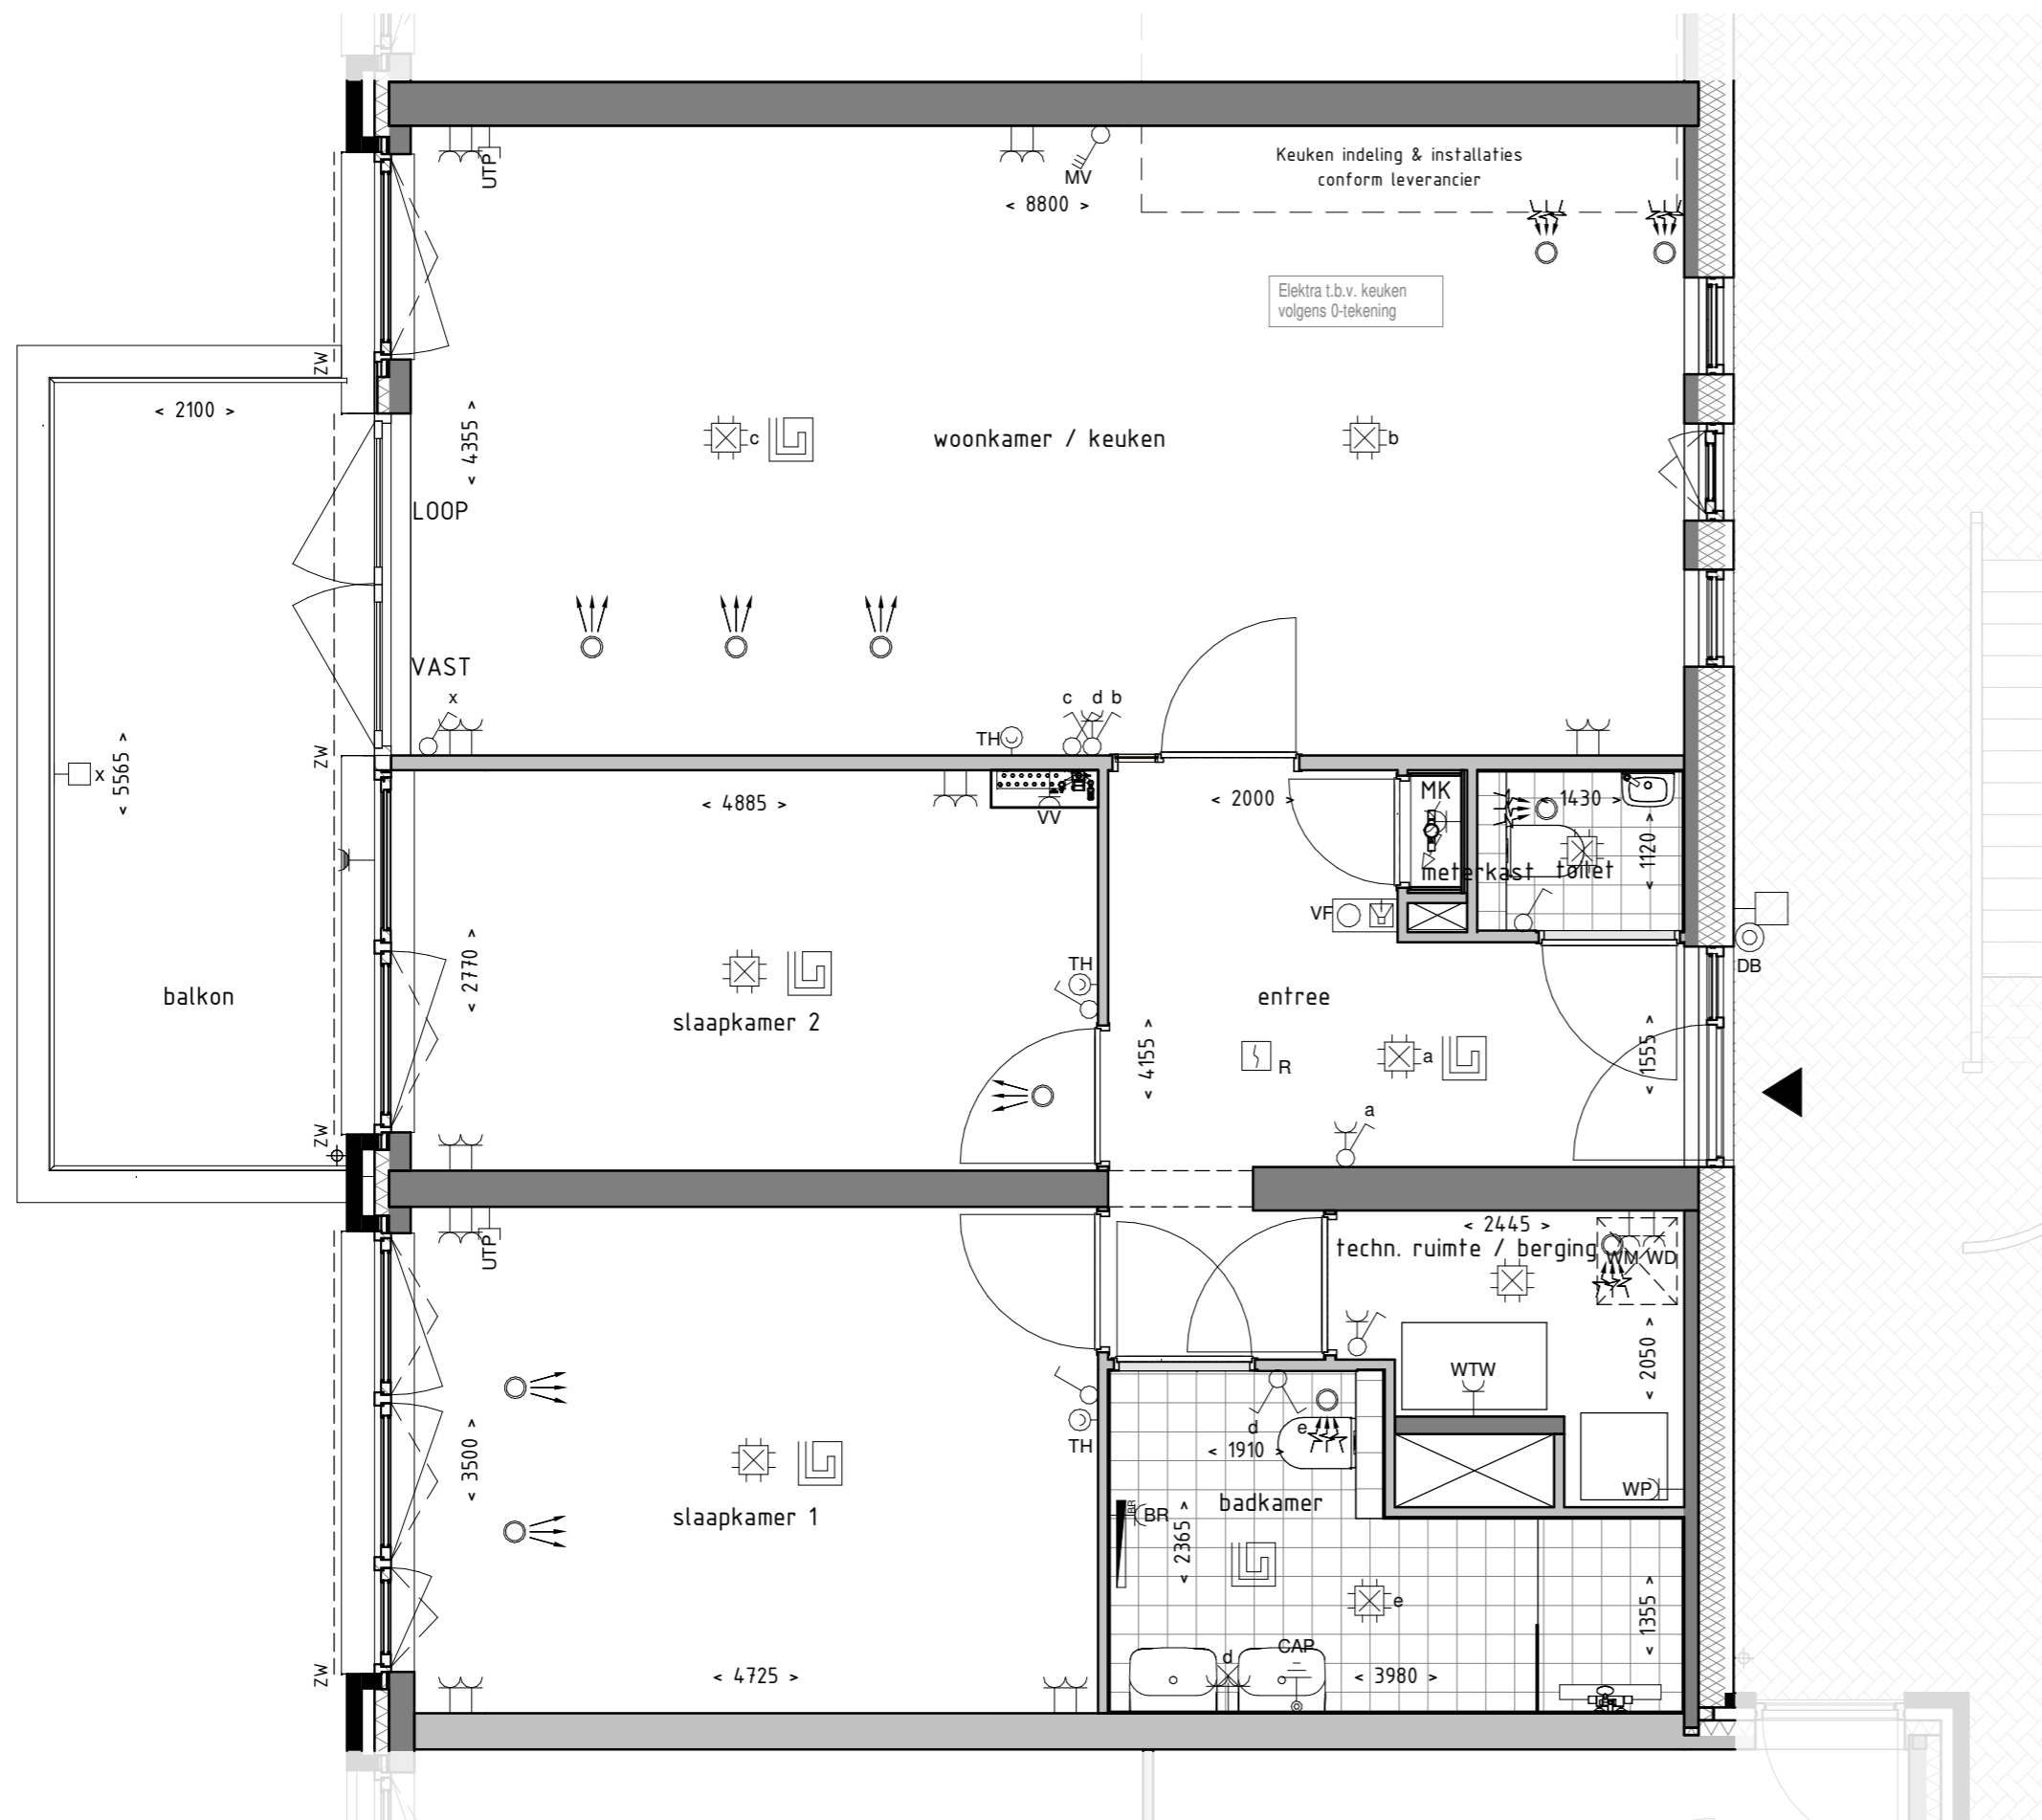 UTP
MV
Keuken indeling & installaties
conform leverancier
< 8800 >
Elektra t.b.v. keuken
volgens 0-tekening
ZW
< 2100 >
< 4355 >
c
woonkamer / keuken
b
LOOP
VAST
x
c d b
TH
ZW
x
< 5565 >
< 4885 >
VV
< 2000 >
MK
< 1430 >
< 1120 >
meterkast
toilet
VF
DB
< 2770 >
TH
balkon
slaapkamer 2
entree
< 4155 >
R
a
< 1555 >
a
ZW
UTP
< 2445 >
techn. ruimte / berging
WM WD
< 2050 >
WTW
TH
d
e
< 1910 >
< 3500 >
WP
slaapkamer 1
badkamer
BR
BR
< 2365 >
e
< 1355 >
ZW
< 4725 >
d
CAP
< 3980 >